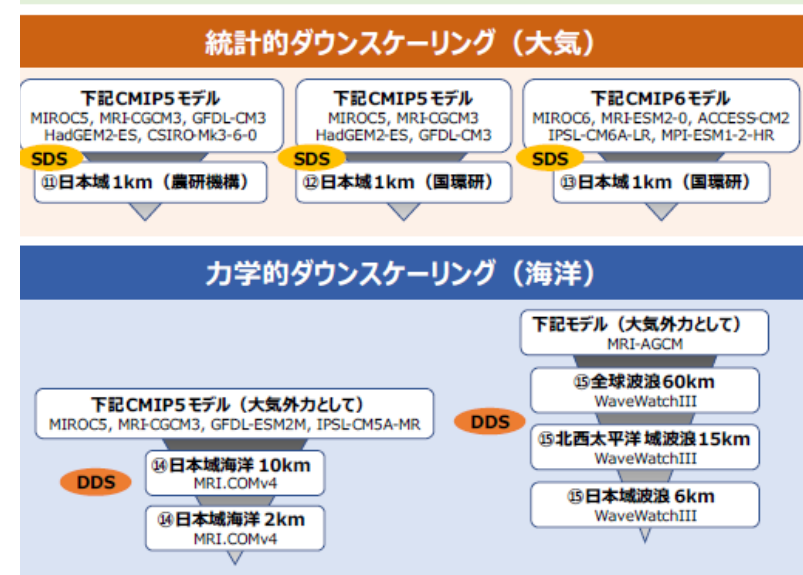 統計的ダウンスケーリング（大気）
下記CMIP5モデル
MIROC5, MRI-CGCM3, GFDL-CM3
HadGEM2-ES, CSIRO-Mk3-6-0
SDS
⑪日本域1km（農研機構）
下記CMIP5モデル
MIROC5, MRI-CGCM3
HadGEM2-ES, GFDL-CM3
SDS
⑫日本域1km（国環研）
下記CMIP6モデル
MIROC6, MRI-ESM2-0, ACCESS-CM2
IPSL-CM6A-LR, MPI-ESM1-2-HR
SDS
⑬日本域1km（国環研）
力学的ダウンスケーリング（海洋）
下記CMIP5モデル（大気外力として）
MIROC5, MRI-CGCM3, GFDL-ESM2M, IPSL-CM5A-MR
DDS
⑭日本域海洋 10km
MRI.COMv4
⑭日本域海洋 2km
MRI.COMv4
下記モデル（大気外力として）
MRI-AGCM
⑮全球波浪60km
WaveWatchIII
DDS
⑮北西太平洋域波浪15km
WaveWatchIII
⑮日本域波浪 6km
WaveWatchIII